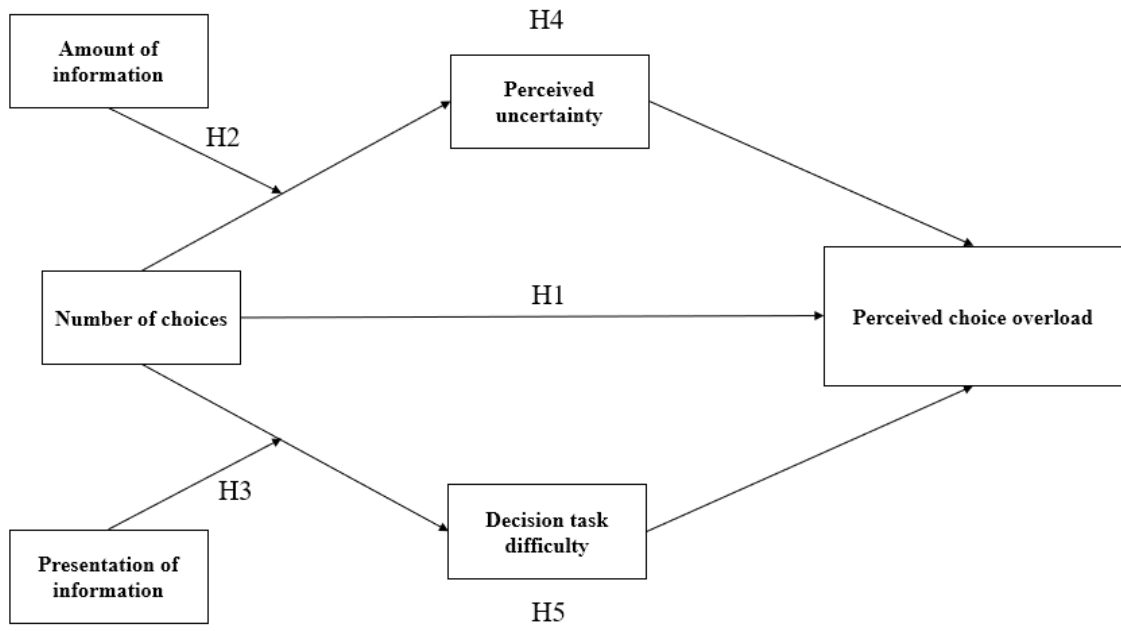 H4
Amount of
information
Perceived
uncertainty
H2
H1
Number of choices
Perceived choice overload
H3
Decision task
difficulty
Presentation of
information
H5